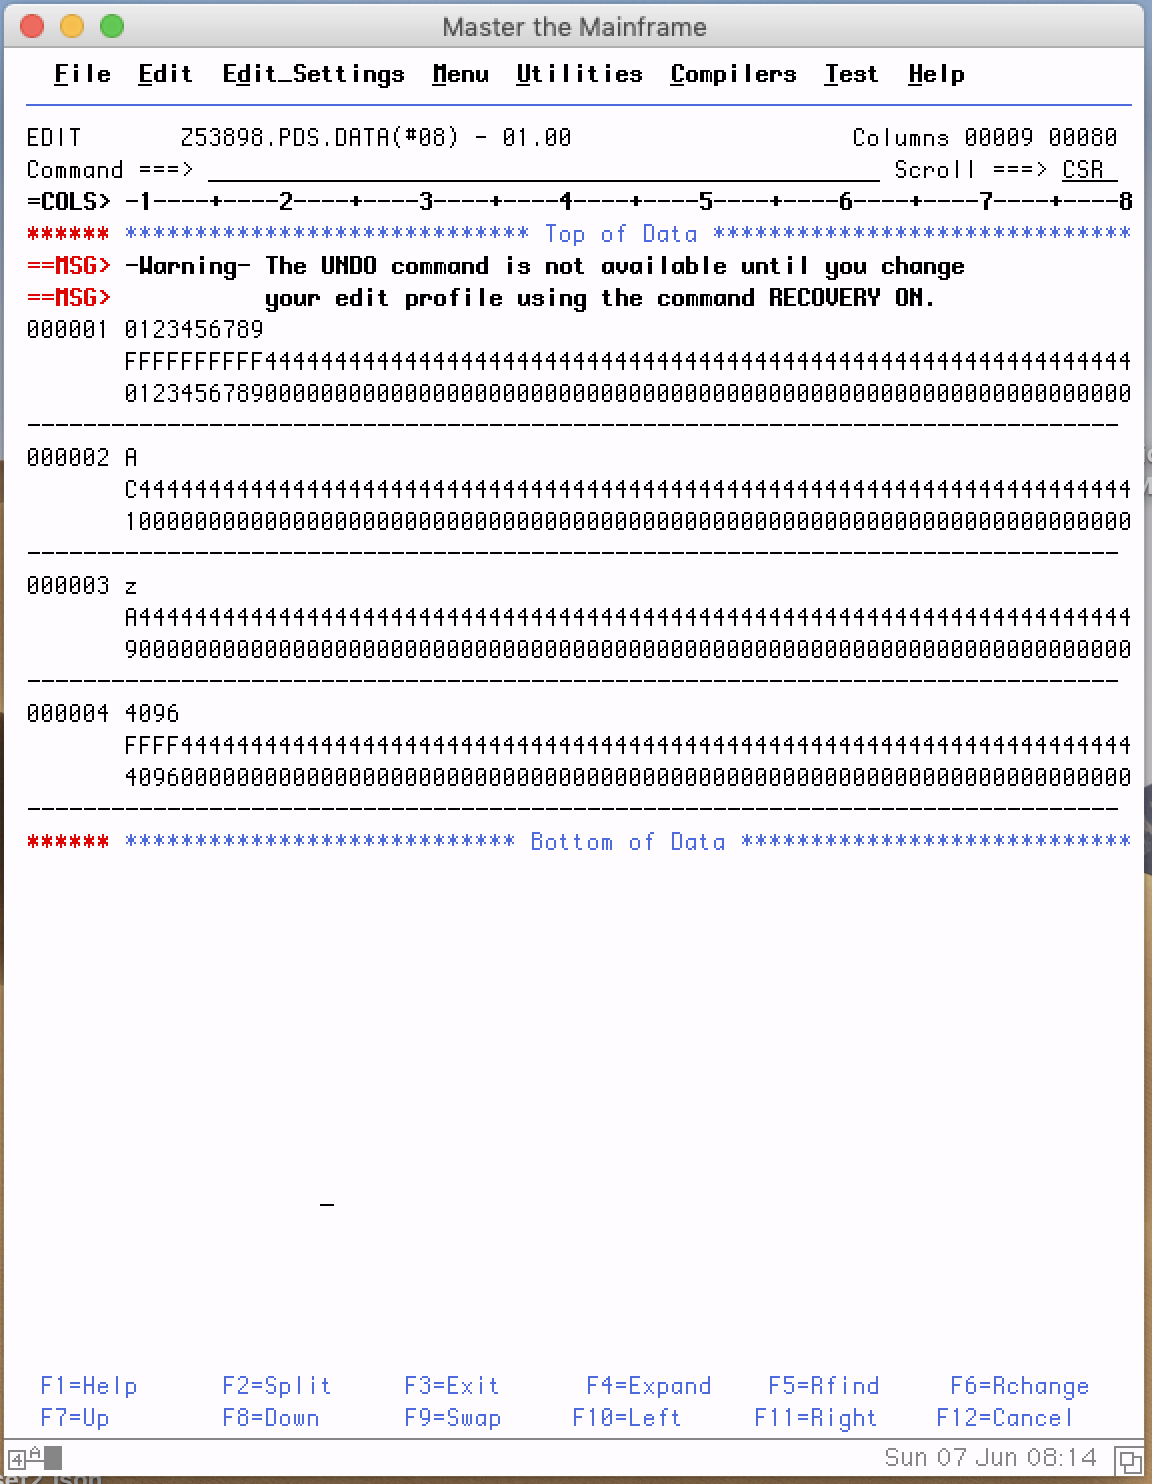 Master the Mainframe
File Edit Edit_Settings Menu Utilities Compilers Test Help
EDIT Z53898.PDS.DATA(#08) - 01.00 Columns 00009 00080
Command ===> Scroll ===> CSR
=COLS> -1----+----2----+----3----+----4----+----5----+----6----+----7----+----8
****** ***************************** Top of Data ******************************
==MSG> -Warning- The UNDO command is not available until you change
==MSG> your edit profile using the command RECOVERY ON.
000001 0123456789
FFFFFFFFFF44444444444444444444444444444444444444444444444444444444444444
012345678900000000000000000000000000000000000000000000000000000000000000
------------------------------------------------------------------------------
000002 A
C44444444444444444444444444444444444444444444444444444444444444444444444
100000000000000000000000000000000000000000000000000000000000000000000000
------------------------------------------------------------------------------
000003 z
A44444444444444444444444444444444444444444444444444444444444444444444444
900000000000000000000000000000000000000000000000000000000000000000000000
------------------------------------------------------------------------------
000004 4096
FFFF44444444444444444444444444444444444444444444444444444444444444444444
409600000000000000000000000000000000000000000000000000000000000000000000
------------------------------------------------------------------------------
****** **************************** Bottom of Data ****************************
F1=Help F2=Split F3=Exit F4=Expand F5=Rfind F6=Rchange
F7=Up F8=Down F9=Swap F10=Left F11=Right F12=Cancel
4 A Sun 07 Jun 08:14